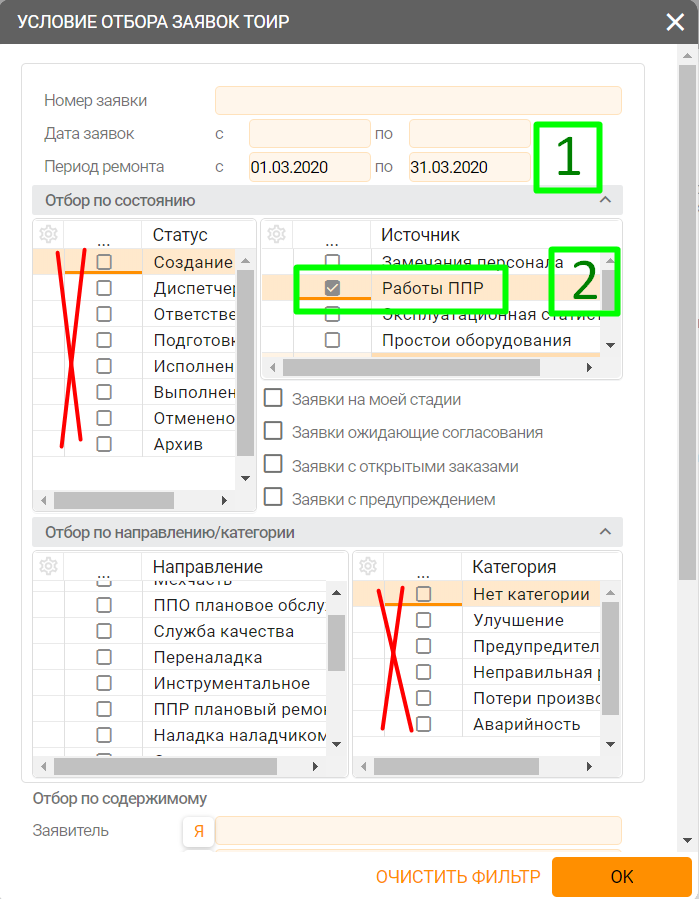 УСЛОВИЕ ОТБОРА ЗАЯВОК ТОИР
Номер заявки
Дата заявок с по
Период ремонта с 01.03.2020 по 31.03.2020
1
Отбор по состоянию
... Статус
Создание
Диспетчер
Ответстве
Подготовк
Исполнен
Выполнен
Отменено
Архив
... Источник
Замечания персонала
Работы ППР
2
Эксплуатационная статист
Простои оборудования
Заявки на моей стадии
Заявки ожидающие согласования
Заявки с открытыми заказами
Заявки с предупреждением
Отбор по направлению/категории
... Направление
Мехчасть
ППО плановое обслу
Служба качества
Переналадка
Инструментальное
ППР плановый ремон
Наладка наладчиком
... Категория
Нет категории
Улучшение
Предупредител
Неправильная р
Потери произво
Аварийность
Отбор по содержимому
Заявитель Я
ОЧИСТИТЬ ФИЛЬТР OK